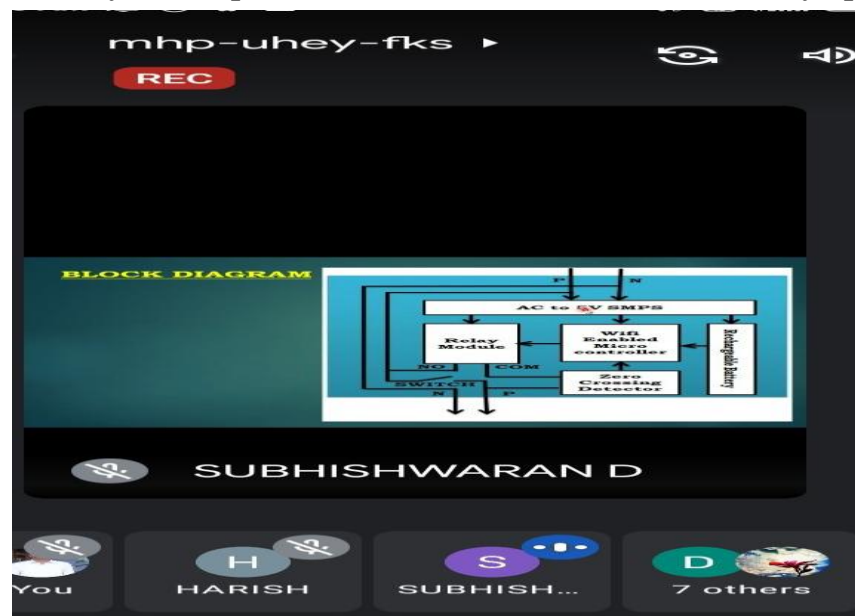 mhp-uhey-fks
REC
BLOCK DIAGRAM
P N
AC to 5V SMPS
Relay
Module
Wifi
Enabled
Micro
controller
Rechargable Battery
NO COM
SWITCH
Zero
Crossing
Detector
N P
SUBHISHWARAN D
H
S
D
You
HARISH
SUBHISH...
7 others